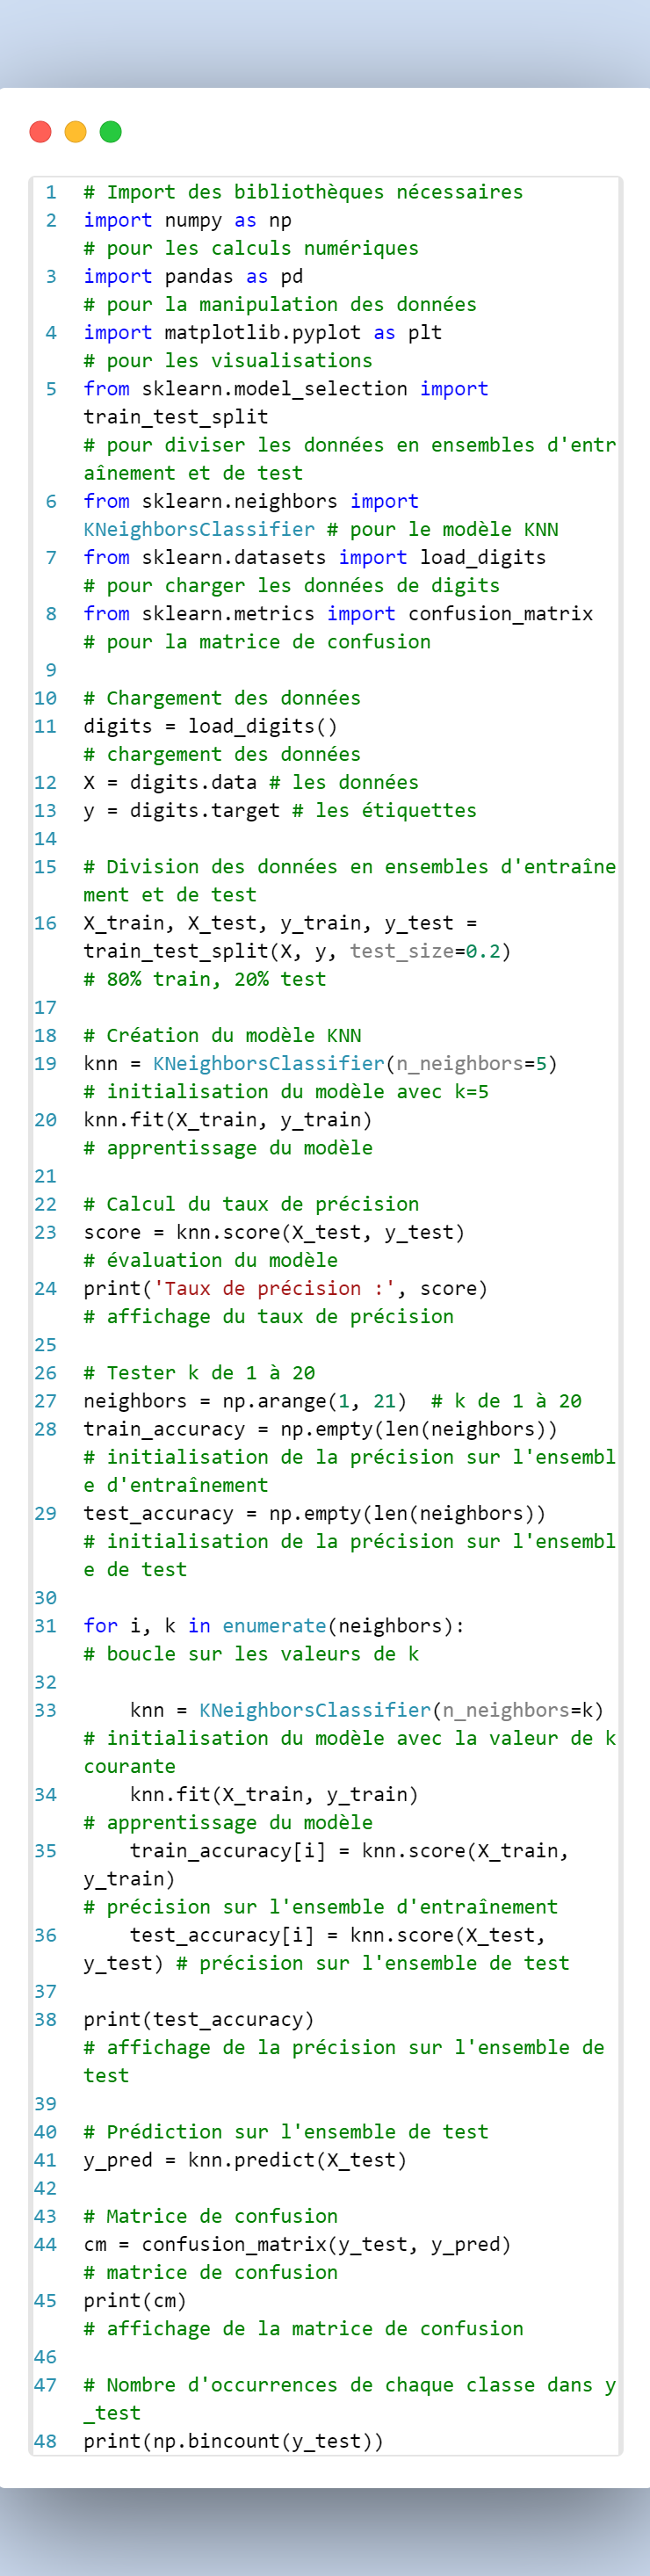 1 # Import des bibliothèques nécessaires
2 import numpy as np
# pour les calculs numériques
3 import pandas as pd
# pour la manipulation des données
4 import matplotlib.pyplot as plt
# pour les visualisations
5 from sklearn.model_selection import
train_test_split
# pour diviser les données en ensembles d'entr
aînement et de test
6 from sklearn.neighbors import
KNeighborsClassifier # pour le modèle KNN
7 from sklearn.datasets import load_digits
# pour charger les données de digits
8 from sklearn.metrics import confusion_matrix
# pour la matrice de confusion
9
10 # Chargement des données
11 digits = load_digits()
# chargement des données
12 X = digits.data # les données
13 y = digits.target # les étiquettes
14
15 # Division des données en ensembles d'entraîne
ment et de test
16 X_train, X_test, y_train, y_test =
train_test_split(X, y, test_size=0.2)
# 80% train, 20% test
17
18 # Création du modèle KNN
19 knn = KNeighborsClassifier(n_neighbors=5)
# initialisation du modèle avec k=5
20 knn.fit(X_train, y_train)
# apprentissage du modèle
21
22 # Calcul du taux de précision
23 score = knn.score(X_test, y_test)
# évaluation du modèle
24 print('Taux de précision :', score)
# affichage du taux de précision
25
26 # Tester k de 1 à 20
27 neighbors = np.arange(1, 21)  # k de 1 à 20
28 train_accuracy = np.empty(len(neighbors))
# initialisation de la précision sur l'ensembl
e d'entraînement
29 test_accuracy = np.empty(len(neighbors))
# initialisation de la précision sur l'ensembl
e de test
30
31 for i, k in enumerate(neighbors):
# boucle sur les valeurs de k
32
33     knn = KNeighborsClassifier(n_neighbors=k)
# initialisation du modèle avec la valeur de k
courante
34     knn.fit(X_train, y_train)
# apprentissage du modèle
35     train_accuracy[i] = knn.score(X_train,
y_train)
# précision sur l'ensemble d'entraînement
36     test_accuracy[i] = knn.score(X_test,
y_test) # précision sur l'ensemble de test
37
38 print(test_accuracy)
# affichage de la précision sur l'ensemble de
test
39
40 # Prédiction sur l'ensemble de test
41 y_pred = knn.predict(X_test)
42
43 # Matrice de confusion
44 cm = confusion_matrix(y_test, y_pred)
# matrice de confusion
45 print(cm)
# affichage de la matrice de confusion
46
47 # Nombre d'occurrences de chaque classe dans y
_test
48 print(np.bincount(y_test))